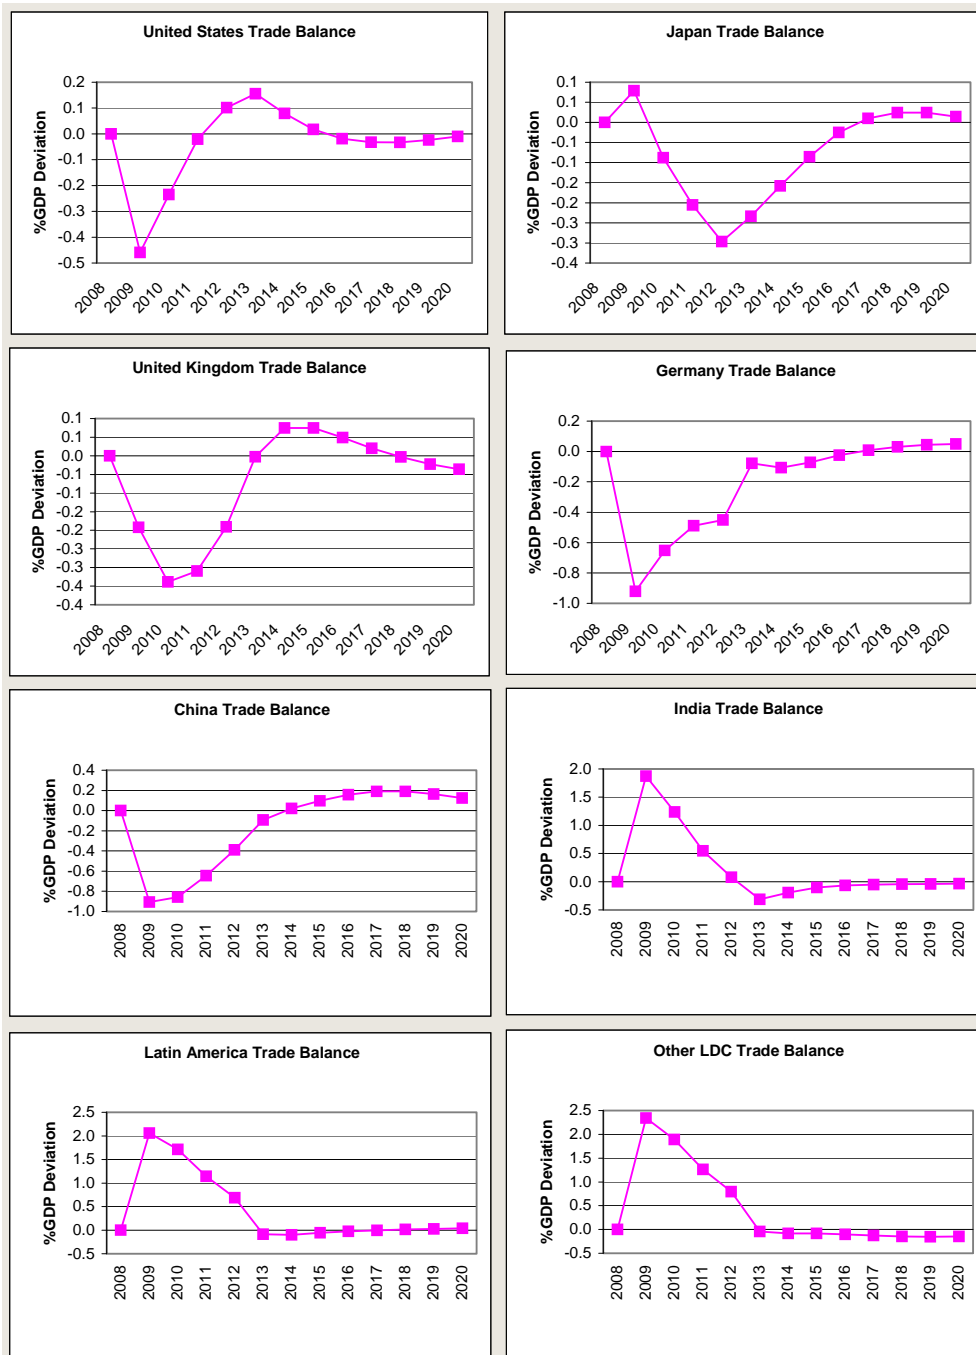 United States Trade Balance
%GDP Deviation
0.2
0.1
0.0
-0.1
-0.2
-0.3
-0.4
-0.5
2008 2009 2010 2011 2012 2013 2014 2015 2016 2017 2018 2019 2020
Japan Trade Balance
%GDP Deviation
0.1
0.1
0.0
-0.1
-0.1
-0.2
-0.2
-0.3
-0.3
-0.4
2008 2009 2010 2011 2012 2013 2014 2015 2016 2017 2018 2019 2020
United Kingdom Trade Balance
%GDP Deviation
0.1
0.1
0.0
-0.1
-0.1
-0.2
-0.2
-0.3
-0.3
-0.4
-0.4
2008 2009 2010 2011 2012 2013 2014 2015 2016 2017 2018 2019 2020
Germany Trade Balance
%GDP Deviation
0.2
0.0
-0.2
-0.4
-0.6
-0.8
-1.0
2008 2009 2010 2011 2012 2013 2014 2015 2016 2017 2018 2019 2020
China Trade Balance
%GDP Deviation
0.4
0.2
0.0
-0.2
-0.4
-0.6
-0.8
-1.0
2008 2009 2010 2011 2012 2013 2014 2015 2016 2017 2018 2019 2020
India Trade Balance
%GDP Deviation
2.0
1.5
1.0
0.5
0.0
-0.5
2008 2009 2010 2011 2012 2013 2014 2015 2016 2017 2018 2019 2020
Latin America Trade Balance
%GDP Deviation
2.5
2.0
1.5
1.0
0.5
0.0
-0.5
2008 2009 2010 2011 2012 2013 2014 2015 2016 2017 2018 2019 2020
Other LDC Trade Balance
%GDP Deviation
2.5
2.0
1.5
1.0
0.5
0.0
-0.5
2008 2009 2010 2011 2012 2013 2014 2015 2016 2017 2018 2019 2020